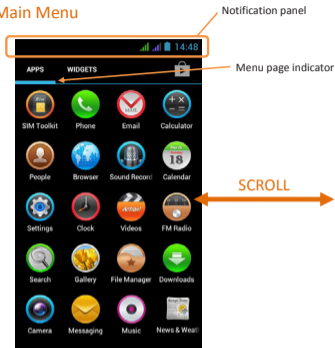 Main Menu
Notification panel
14:48
APPS WIDGETS
Menu page indicator
SIM Toolkit Phone Email Calculator
18
People Browser Sound Record Calendar
SCROLL
Settings Clock Videos FM Radio
Search Gallery File Manager Downloads
Camera Messaging Music News & Weat